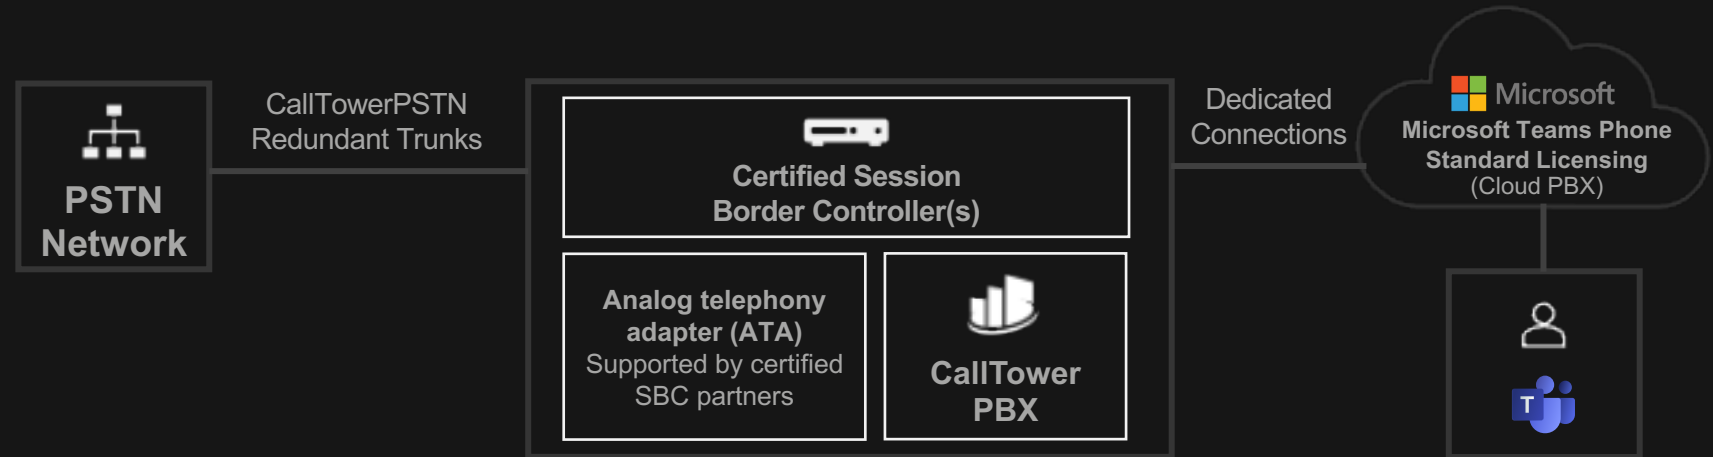 PSTN
Network
CallTowerPSTN
Redundant Trunks
Certified Session
Border Controller(s)
Analog telephony
adapter (ATA)
Supported by certified
SBC partners
CallTower
PBX
Dedicated
Connections
Microsoft
Microsoft Teams Phone
Standard Licensing
(Cloud PBX)
T